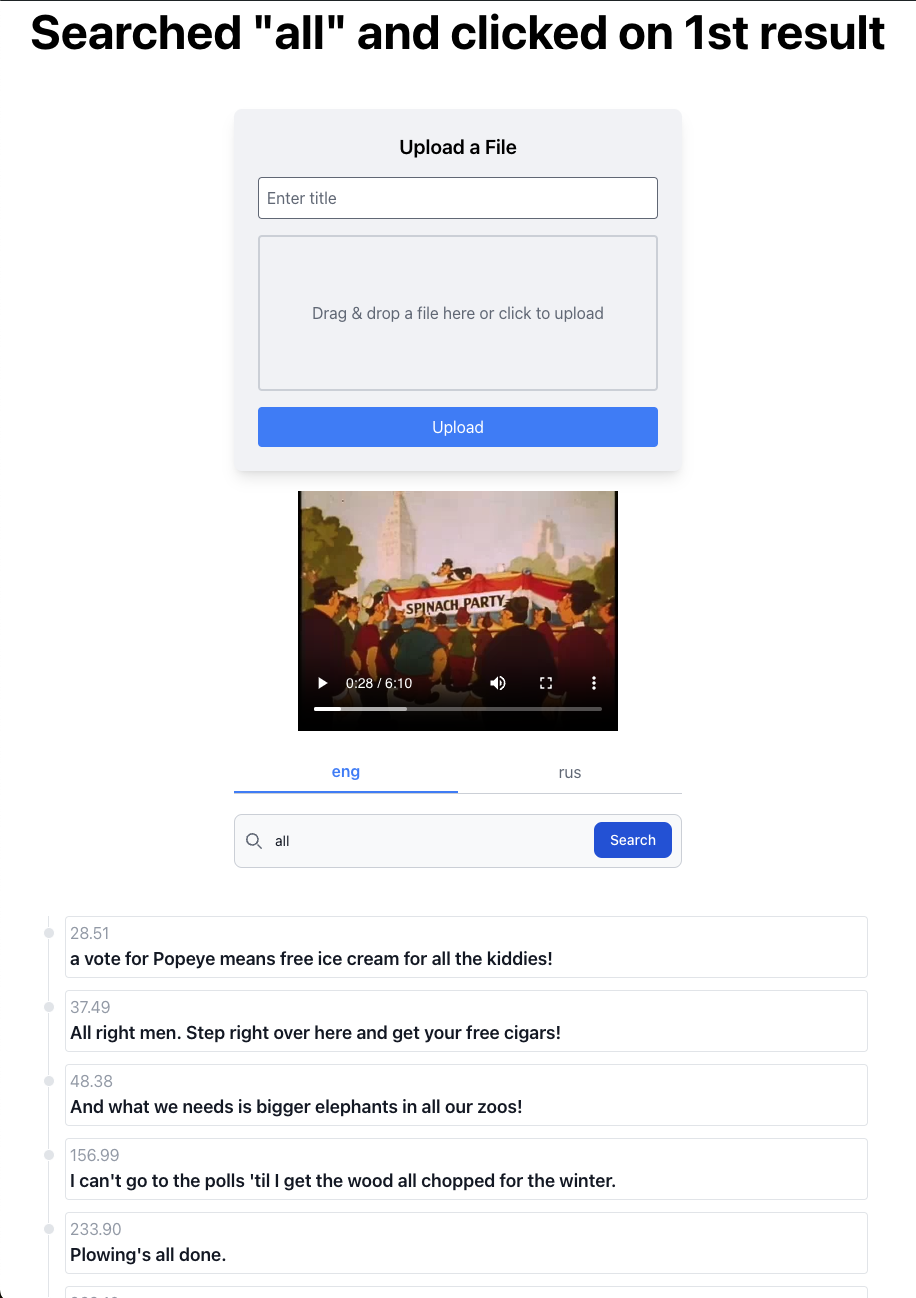 Searched "all" and clicked on 1st result
Upload a File
Enter title
Drag & drop a file here or click to upload
Upload
SPINACH PARTY
0:28 / 6:10
eng
rus
all
Search
28.51
a vote for Popeye means free ice cream for all the kiddies!
37.49
All right men. Step right over here and get your free cigars!
48.38
And what we needs is bigger elephants in all our zoos!
156.99
I can't go to the polls 'til I get the wood all chopped for the winter.
233.90
Plowing's all done.